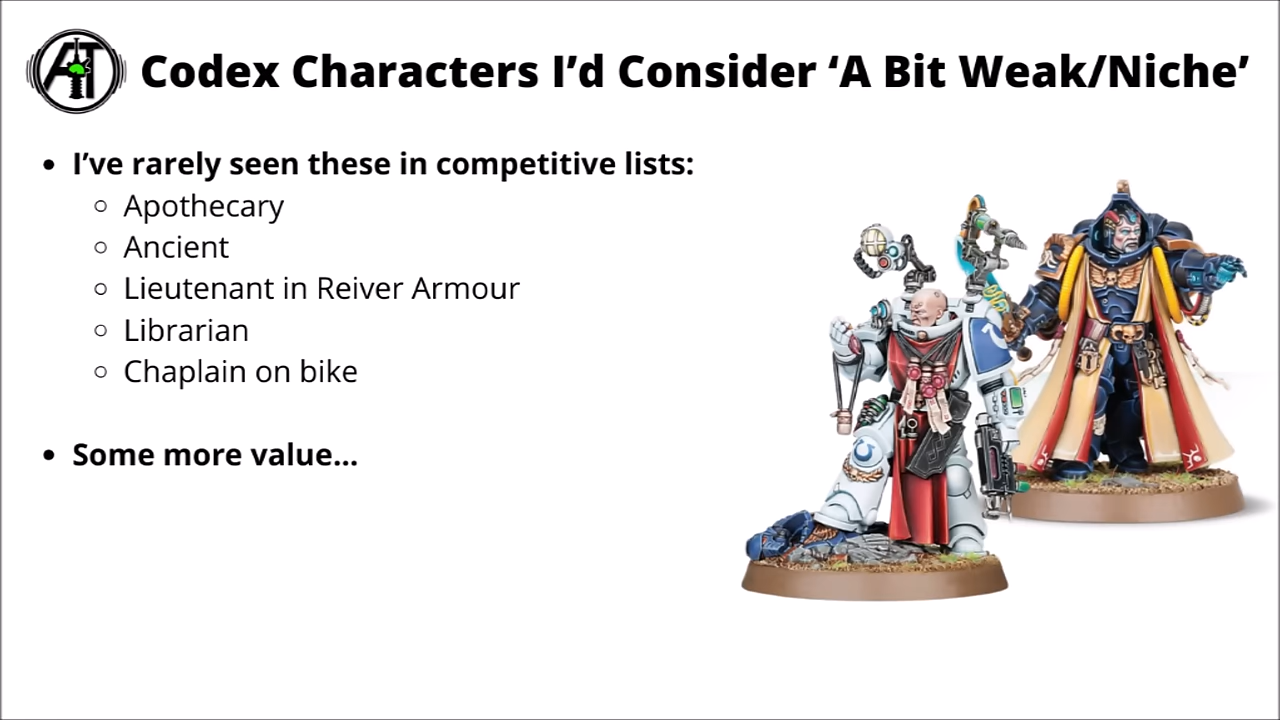 AT
Codex Characters I’d Consider ‘A Bit Weak/Niche’
I’ve rarely seen these in competitive lists:
Apothecary
Ancient
Lieutenant in Reiver Armour
Librarian
Chaplain on bike
Some more value...